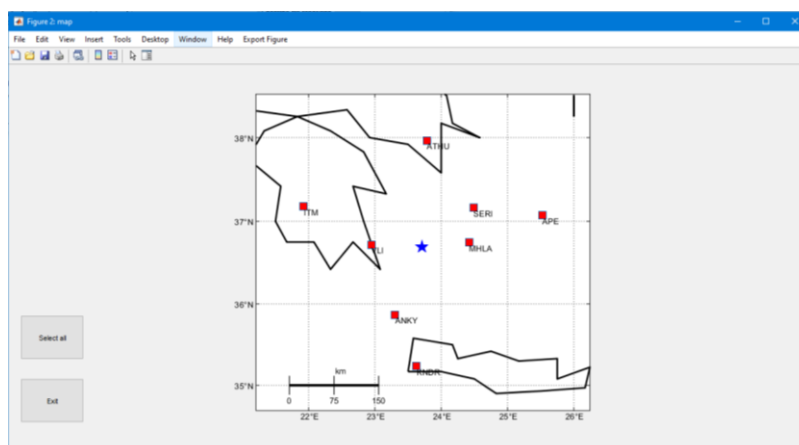 Figure 2: map
File Edit View Insert Tools Desktop Window Help Export Figure
38°N
ATHU
37°N
ITM
SERI
APE
VLI
MHLA
36°N
ANKY
Select all
KNDR
km
35°N
0 75 150
Exit
22°E 23°E 24°E 25°E 26°E